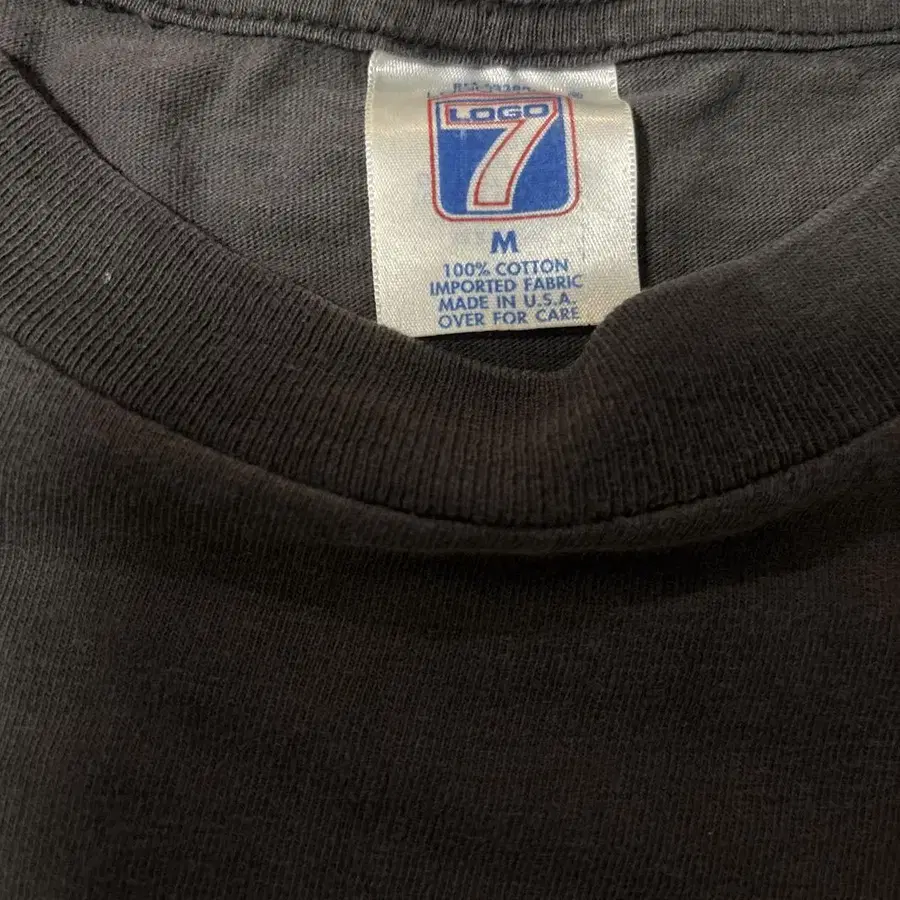 LOGO
7
M
100% COTTON
IMPORTED FABRIC
MADE IN U.S.A.
OVER FOR CARE